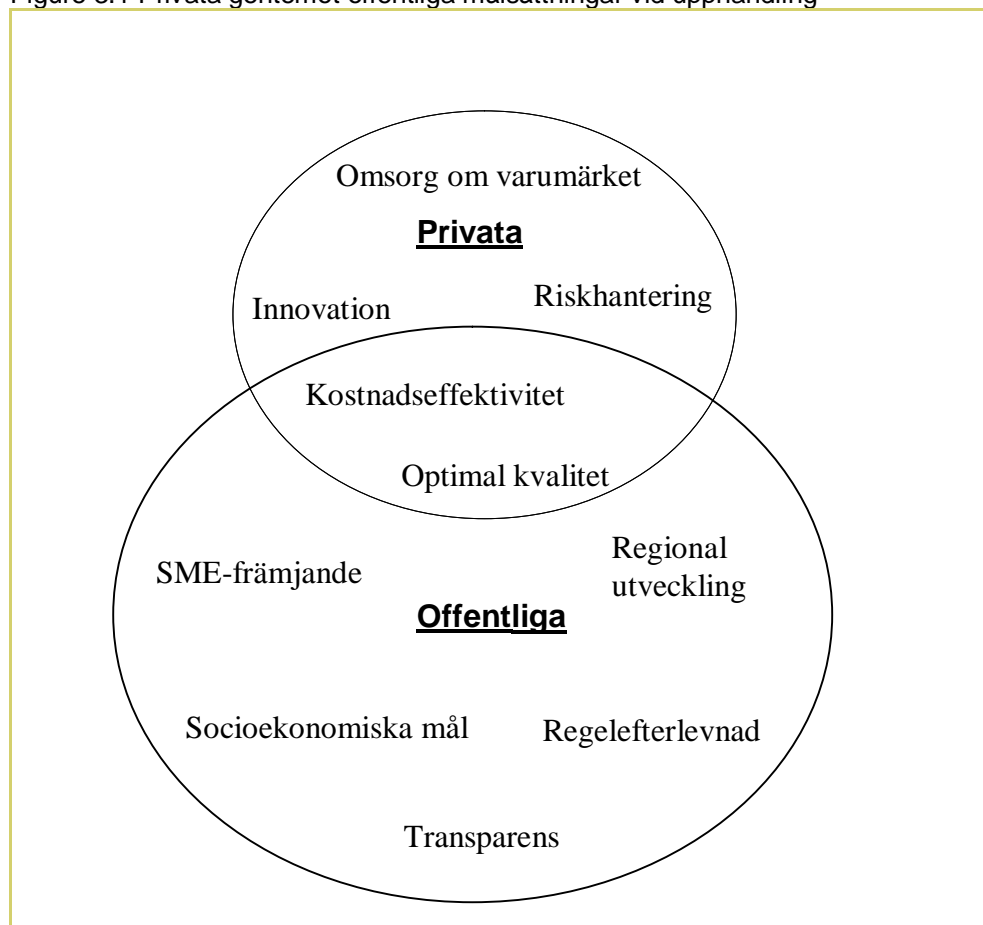 Figure Privata gentemot offentliga målsättningar vid upphandling
Omsorg om varumärket
Privata
Innovation
Riskhantering
Kostnadseffektivitet
Optimal kvalitet
SME-främjande
Regional
utveckling
Offentliga
Socioekonomiska mål
Regelefterlevnad
Transparens